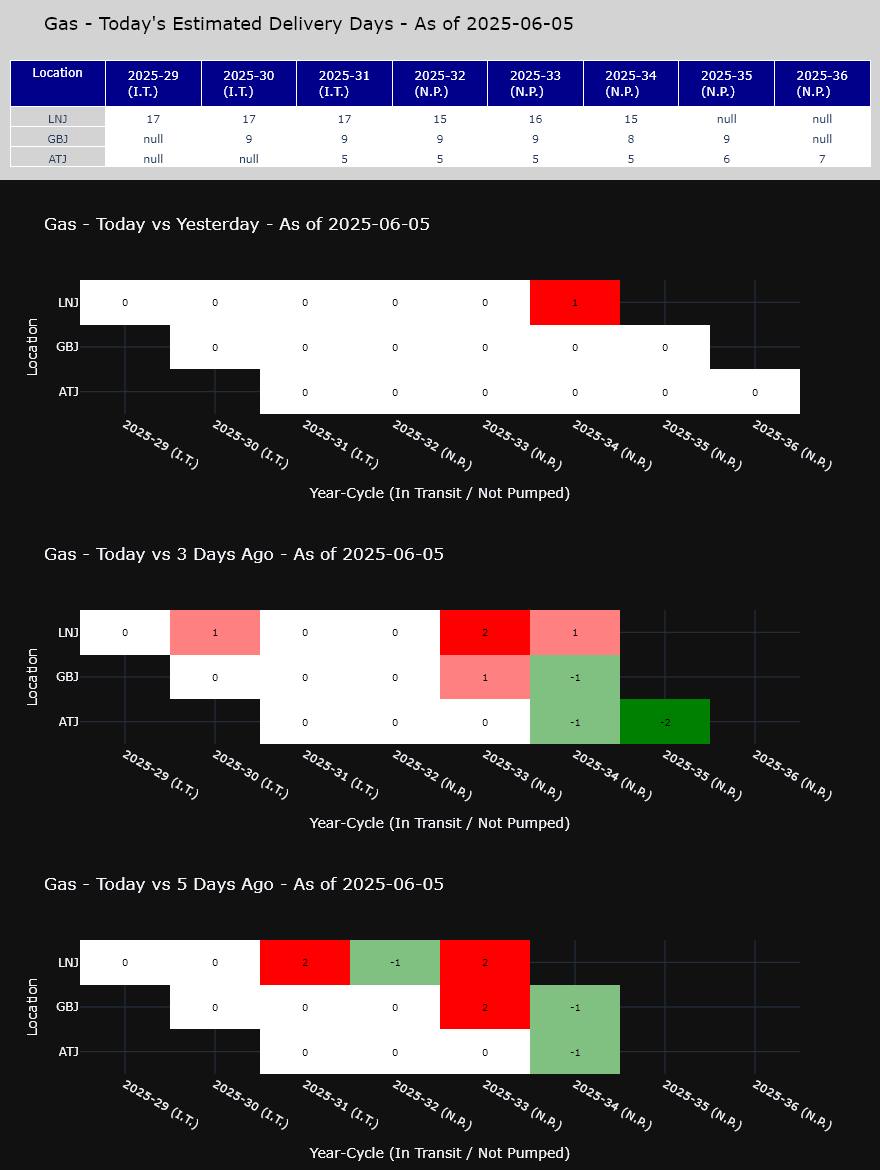 Gas - Today's Estimated Delivery Days - As of 2025-06-05
Location 2025-29 (I.T.) 2025-30 (I.T.) 2025-31 (I.T.) 2025-32 (N.P.) 2025-33 (N.P.) 2025-34 (N.P.) 2025-35 (N.P.) 2025-36 (N.P.)
LNJ 17 17 17 15 16 15 null null
GBJ null 9 9 9 9 8 9 null
ATJ null null 5 5 5 5 6 7
Gas - Today vs Yesterday - As of 2025-06-05
Location
LNJ 0 0 0 0 0 1
GBJ 0 0 0 0 0 0
ATJ 0 0 0 0 0 0
2025-29 (I.T.) 2025-30 (I.T.) 2025-31 (I.T.) 2025-32 (N.P.) 2025-33 (N.P.) 2025-34 (N.P.) 2025-35 (N.P.) 2025-36 (N.P.)
Year-Cycle (In Transit / Not Pumped)
Gas - Today vs 3 Days Ago - As of 2025-06-05
Location
LNJ 0 1 0 0 2 1
GBJ 0 0 0 1 -1
ATJ 0 0 0 -1 -2
2025-29 (I.T.) 2025-30 (I.T.) 2025-31 (I.T.) 2025-32 (N.P.) 2025-33 (N.P.) 2025-34 (N.P.) 2025-35 (N.P.) 2025-36 (N.P.)
Year-Cycle (In Transit / Not Pumped)
Gas - Today vs 5 Days Ago - As of 2025-06-05
Location
LNJ 0 0 2 -1 2
GBJ 0 0 0 2 -1
ATJ 0 0 0 -1
2025-29 (I.T.) 2025-30 (I.T.) 2025-31 (I.T.) 2025-32 (N.P.) 2025-33 (N.P.) 2025-34 (N.P.) 2025-35 (N.P.) 2025-36 (N.P.)
Year-Cycle (In Transit / Not Pumped)